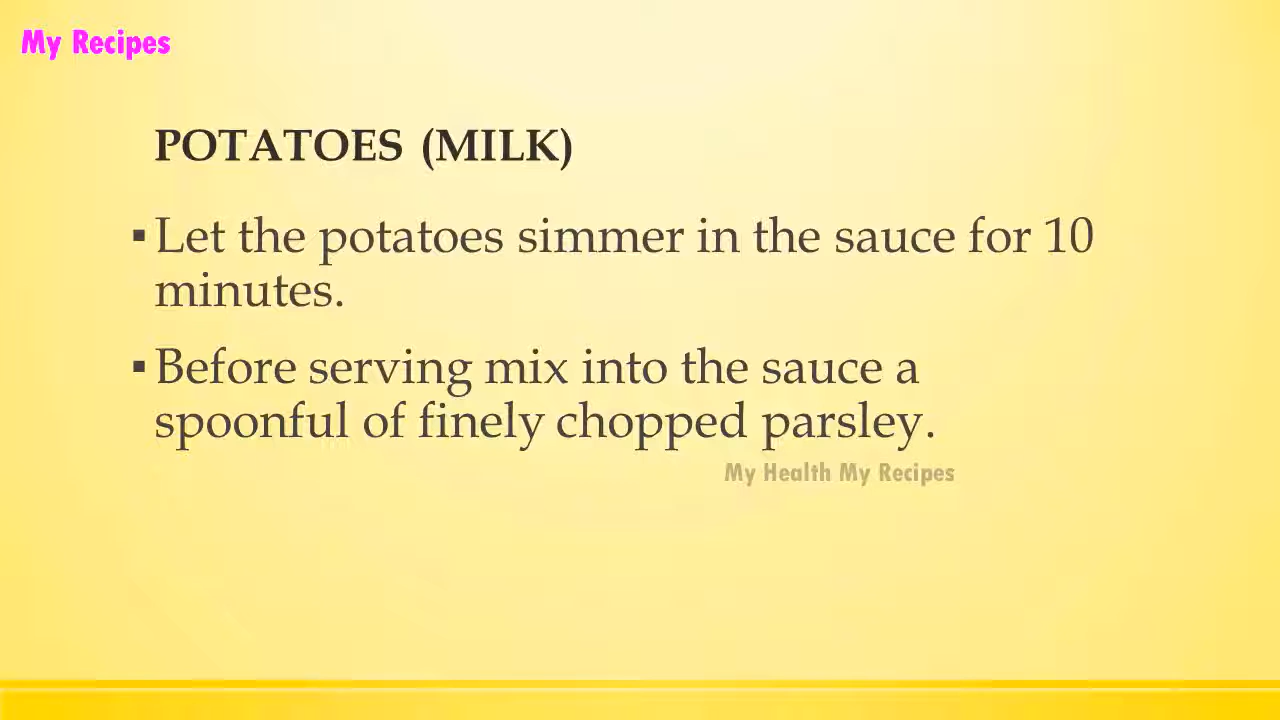 My Recipes
POTATOES (MILK)
▪Let the potatoes simmer in the sauce for 10
minutes.
▪Before serving mix into the sauce a
spoonful of finely chopped parsley.
My Health My Recipes